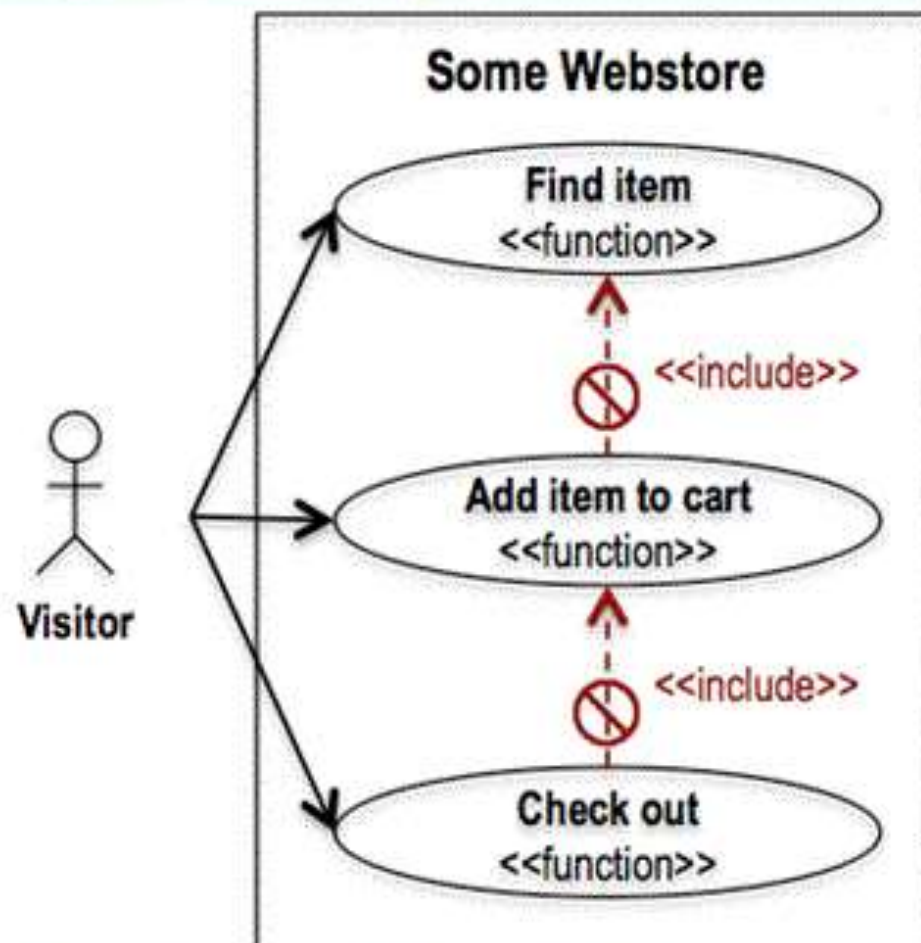 Some Webstore
Find item
<<function>>
<<include>>
Add item to cart
<<function>>
Visitor
<<include>>
Check out
<<function>>